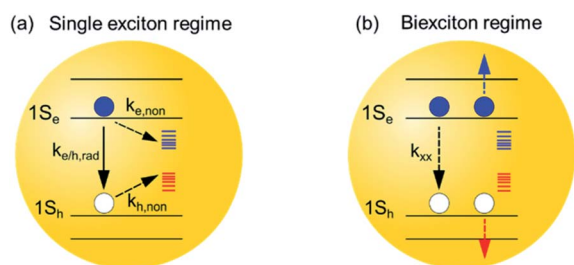 (a) Single exciton regime
1Sₑ
kₑ,non
kₑ/h,rad
1Sₕ
kₕ,non
(b) Biexciton regime
1Sₑ
kₓₓ
1Sₕ